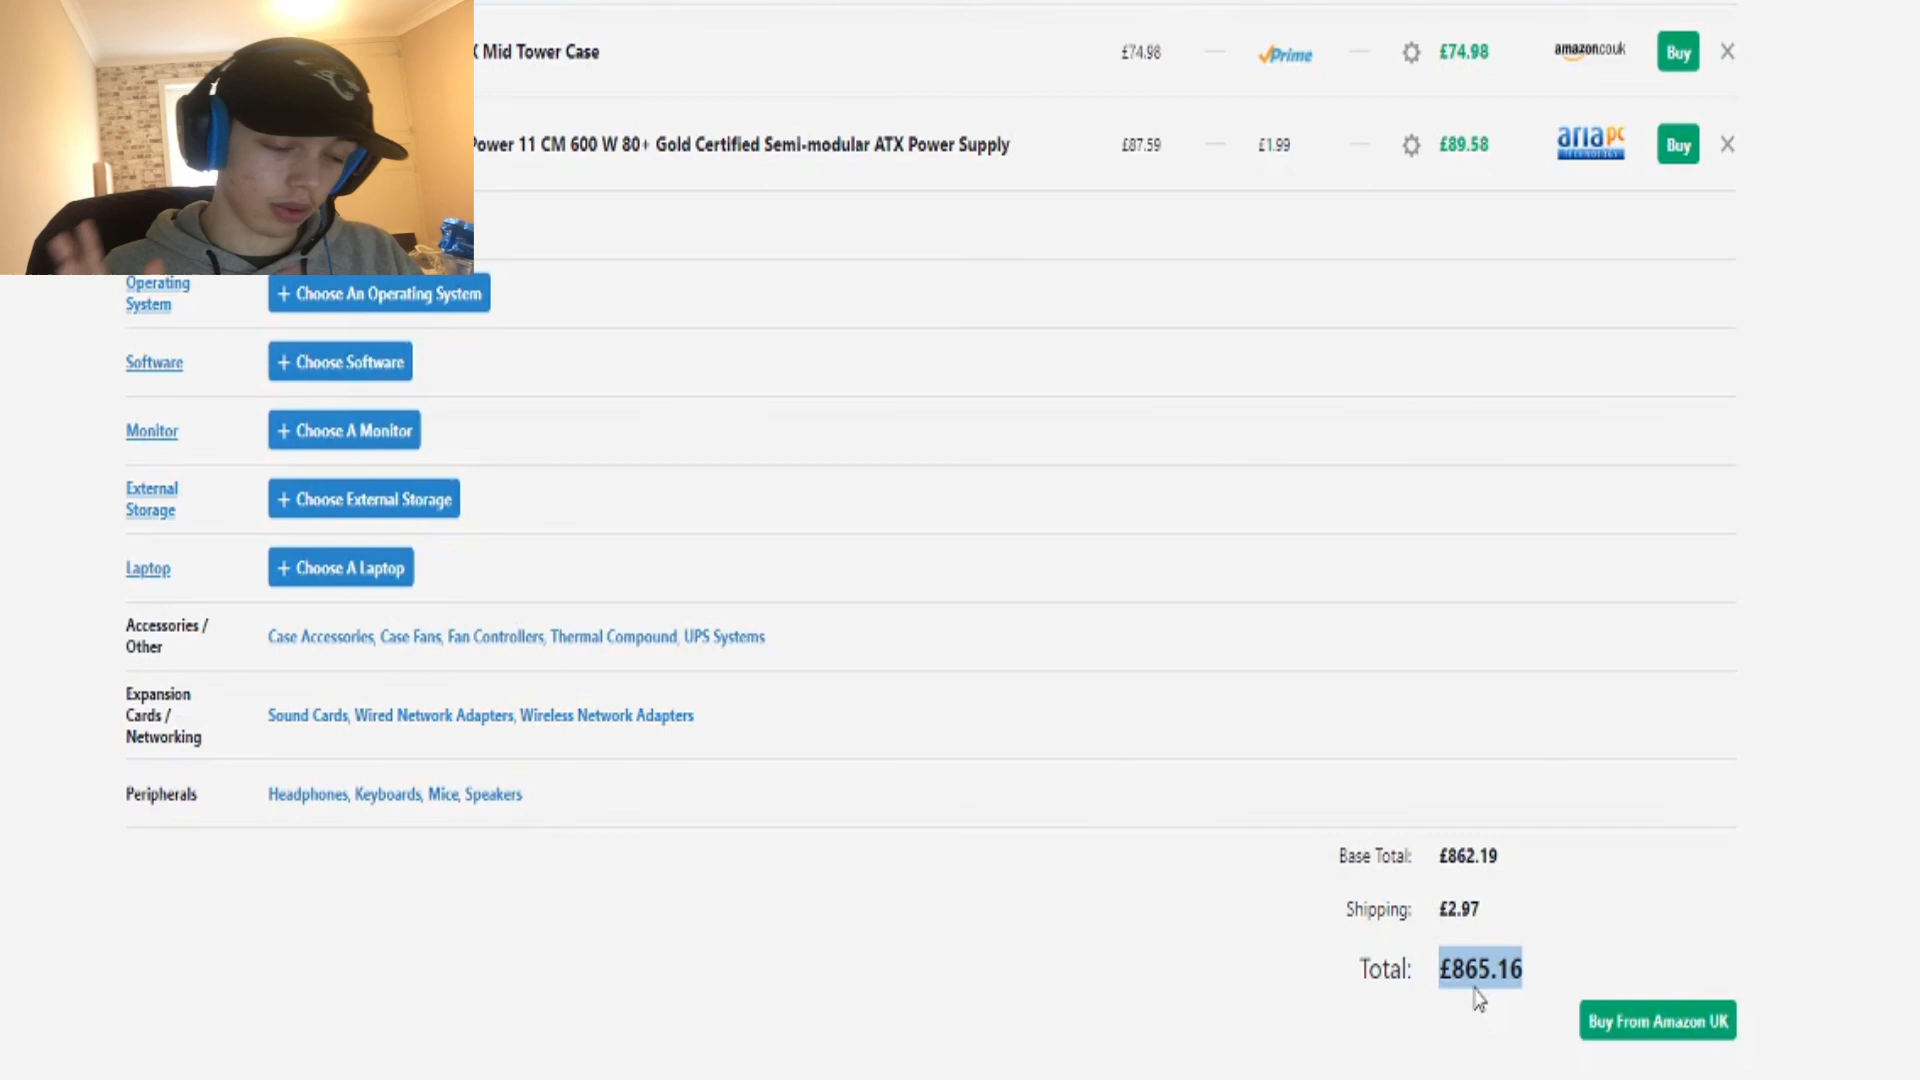 Mid Tower Case £74.98 — Prime — £74.98 amazon.co.uk Buy
Power 11 CM 600 W 80+ Gold Certified Semi-modular ATX Power Supply £87.59 — £1.99 — £89.58 aria pc TECHNOLOGY Buy
Operating
System
+ Choose An Operating System
Software + Choose Software
Monitor + Choose A Monitor
External
Storage
+ Choose External Storage
Laptop + Choose A Laptop
Accessories /
Other
Case Accessories, Case Fans, Fan Controllers, Thermal Compound, UPS Systems
Expansion
Cards /
Networking
Sound Cards, Wired Network Adapters, Wireless Network Adapters
Peripherals Headphones, Keyboards, Mice, Speakers
Base Total: £862.19
Shipping: £2.97
Total: £865.16
Buy From Amazon UK